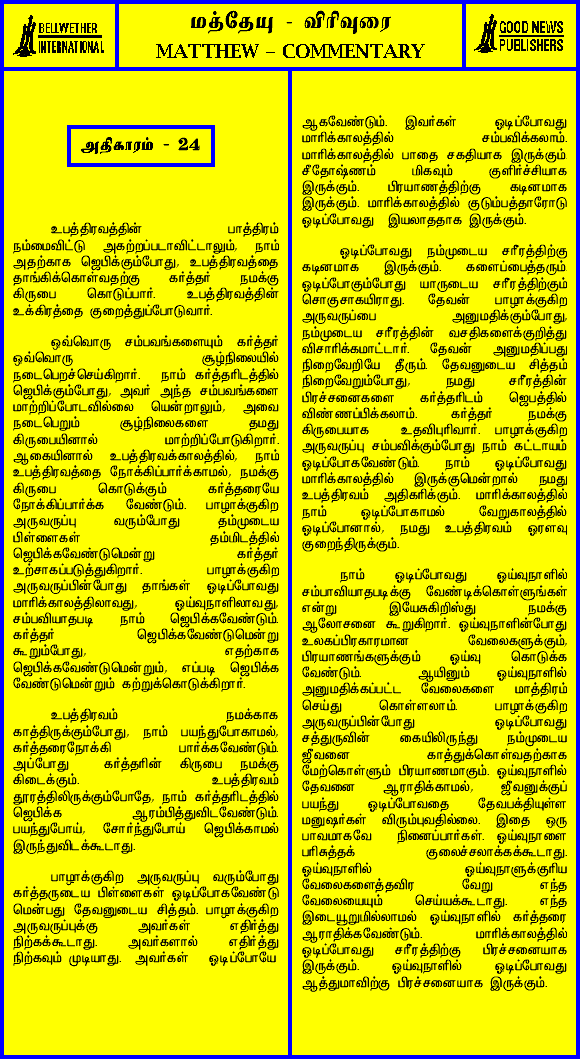 BELLWETHER
INTERNATIONAL
மத்தேயு - விரிவுரை
MATTHEW – COMMENTARY
GOOD NEWS
PUBLISHERS
அதிகாரம் - 24
உபத்திரவத்தின் பாத்திரம்
நம்மைவிட்டு அகற்றப்படாவிட்டாலும், நாம்
அதற்காக ஜெபிக்கும்போது, உபத்திரவத்தை
தாங்கிக்கொள்வதற்கு கர்த்தர் நமக்கு
கிருபை கொடுப்பார். உபத்திரவத்தின்
உக்கிரத்தை குறைத்துப்போடுவார்.
ஒவ்வொரு சம்பவங்களையும் கர்த்தர்
ஒவ்வொரு சூழ்நிலையில்
நடைபெறச்செய்கிறார். நாம் கர்த்தரிடத்தில்
ஜெபிக்கும்போது, அவர் அந்த சம்பவங்களை
மாற்றிப்போடவில்லை யென்றாலும், அவை
நடைபெறும் சூழ்நிலைகளை தமது
கிருபையினால் மாற்றிப்போடுகிறார்.
ஆகையினால் உபத்திரவக்காலத்தில், நாம்
உபத்திரவத்தை நோக்கிப்பார்க்காமல், நமக்கு
கிருபை கொடுக்கும் கர்த்தரையே
நோக்கிப்பார்க்க வேண்டும். பாழாக்குகிற
அருவருப்பு வரும்போது தம்முடைய
பிள்ளைகள் தம்மிடத்தில்
ஜெபிக்கவேண்டுமென்று கர்த்தர்
உற்சாகப்படுத்துகிறார். பாழாக்குகிற
அருவருப்பின்போது தாங்கள் ஓடிப்போவது
மாரிக்காலத்திலாவது, ஓய்வுநாளிலாவது,
சம்பவியாதபடி நாம் ஜெபிக்கவேண்டும்.
கர்த்தர் ஜெபிக்கவேண்டுமென்று
கூறும்போது, எதற்காக
ஜெபிக்கவேண்டுமென்றும், எப்படி ஜெபிக்க
வேண்டுமென்றும் கற்றுக்கொடுக்கிறார்.
உபத்திரவம் நமக்காக
காத்திருக்கும்போது, நாம் பயந்துபோகாமல்,
கர்த்தரைநோக்கி பார்க்கவேண்டும்.
அப்போது கர்த்தரின் கிருபை நமக்கு
கிடைக்கும். உபத்திரவம்
தூரத்திலிருக்கும்போதே, நாம் கர்த்தரிடத்தில்
ஜெபிக்க ஆரம்பித்துவிடவேண்டும்.
பயந்துபோய், சோர்ந்துபோய் ஜெபிக்காமல்
இருந்துவிடக்கூடாது.
பாழாக்குகிற அருவருப்பு வரும்போது
கர்த்தருடைய பிள்ளைகள் ஓடிப்போகவேண்டு
மென்பது தேவனுடைய சித்தம். பாழாக்குகிற
அருவருப்புக்கு அவர்கள் எதிர்த்து
நிற்கக்கூடாது. அவர்களால் எதிர்த்து
நிற்கவும் முடியாது. அவர்கள் ஓடிப்போயே
ஆகவேண்டும். இவர்கள் ஓடிப்போவது
மாரிக்காலத்தில் சம்பவிக்கலாம்.
மாரிக்காலத்தில் பாதை சகதியாக இருக்கும்.
சீதோஷ்ணம் மிகவும் குளிர்ச்சியாக
இருக்கும். பிரயாணத்திற்கு கடினமாக
இருக்கும். மாரிக்காலத்தில் குடும்பத்தாரோடு
ஓடிப்போவது இயலாததாக இருக்கும்.
ஓடிப்போவது நம்முடைய சரீரத்திற்கு
கடினமாக இருக்கும். களைப்பைத்தரும்.
ஓடிப்போகும்போது யாருடைய சரீரத்திற்கும்
சொகுசாகயிராது. தேவன் பாழாக்குகிற
அருவருப்பை அனுமதிக்கும்போது,
நம்முடைய சரீரத்தின் வசதிகளைக்குறித்து
விசாரிக்கமாட்டார். தேவன் அனுமதிப்பது
நிறைவேறியே தீரும். தேவனுடைய சித்தம்
நிறைவேறும்போது, நமது சரீரத்தின்
பிரச்சனைகளை கர்த்தரிடம் ஜெபத்தில்
விண்ணப்பிக்கலாம். கர்த்தர் நமக்கு
கிருபையாக உதவிபுரிவார். பாழாக்குகிற
அருவருப்பு சம்பவிக்கும்போது நாம் கட்டாயம்
ஓடிப்போகவேண்டும். நாம் ஓடிப்போவது
மாரிக்காலத்தில் இருக்குமென்றால் நமது
உபத்திரவம் அதிகரிக்கும். மாரிக்காலத்தில்
நாம் ஓடிப்போகாமல் வேறுகாலத்தில்
ஓடிப்போனால், நமது உபத்திரவம் ஓரளவு
குறைந்திருக்கும்.
நாம் ஓடிப்போவது ஓய்வுநாளில்
சம்பாவியாதபடிக்கு வேண்டிக்கொள்ளுங்கள்
என்று இயேசுகிறிஸ்து நமக்கு
ஆலோசனை கூறுகிறார். ஓய்வுநாளின்போது
உலகப்பிரகாரமான வேலைகளுக்கும்,
பிரயாணங்களுக்கும் ஓய்வு கொடுக்க
வேண்டும். ஆயினும் ஓய்வுநாளில்
அனுமதிக்கப்பட்ட வேலைகளை மாத்திரம்
செய்து கொள்ளலாம். பாழாக்குகிற
அருவருப்பின்போது ஓடிப்போவது
சத்துருவின் கையிலிருந்து நம்முடைய
ஜீவனை காத்துக்கொள்வதற்காக
மேற்கொள்ளும் பிரயாணமாகும். ஓய்வுநாளில்
தேவனை ஆராதிக்காமல், ஜீவனுக்குப்
பயந்து ஓடிப்போவதை தேவபக்தியுள்ள
மனுஷர்கள் விரும்புவதில்லை. இதை ஒரு
பாவமாகவே நினைப்பார்கள். ஓய்வுநாளை
பரிசுத்தக் குலைச்சலாக்கக்கூடாது.
ஓய்வுநாளில் ஓய்வுநாளுக்குரிய
வேலைகளைத்தவிர வேறு எந்த
வேலையையும் செய்யக்கூடாது. எந்த
இடையூறுமில்லாமல் ஓய்வுநாளில் கர்த்தரை
ஆராதிக்கவேண்டும். மாரிக்காலத்தில்
ஓடிப்போவது சரீரத்திற்கு பிரச்சனையாக
இருக்கும். ஓய்வுநாளில் ஓடிப்போவது
ஆத்துமாவிற்கு பிரச்சனையாக இருக்கும்.